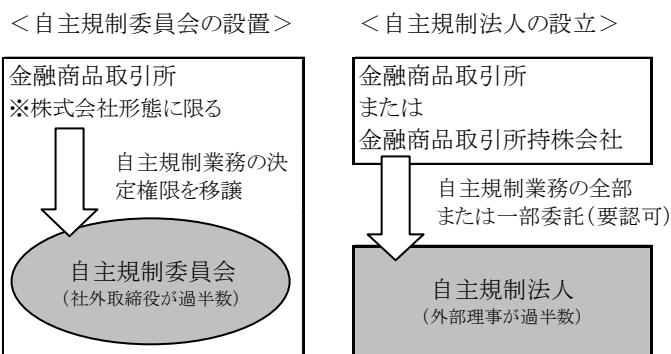 ＜自主規制委員会の設置＞
金融商品取引所
※株式会社形態に限る
自主規制業務の決
定権限を移譲
自主規制委員会
（社外取締役が過半数）
＜自主規制法人の設立＞
金融商品取引所
または
金融商品取引所持株会社
自主規制業務の全部
または一部委託（要認可）
自主規制法人
（外部理事が過半数）